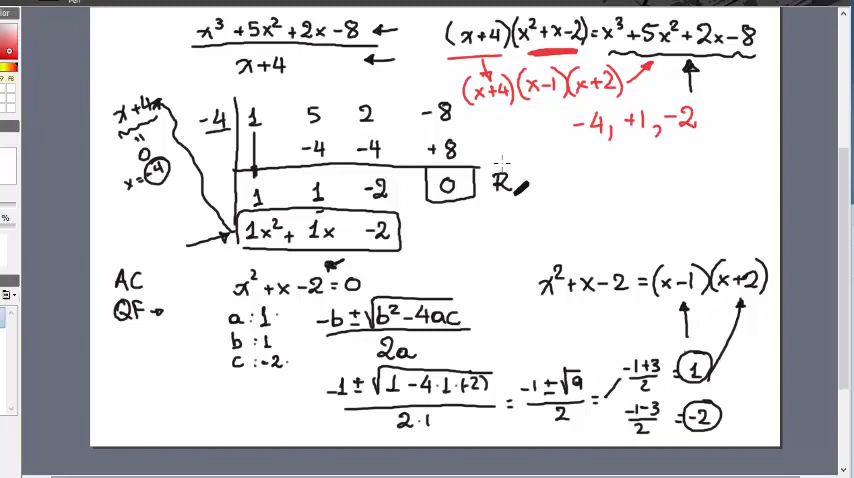 x³ + 5x² + 2x - 8
x + 4
(x+4)(x²+x-2) = x³ + 5x² + 2x - 8
(x+4)(x-1)(x+2)
-4, +1, -2
x+4
"
0
x = -4
-4 | 1 5 2 -8
-4 -4 +8
1 1 -2 0 R
1x² + 1x -2
AC
QF
x² + x - 2 = 0
a : 1
b : 1
c : -2
-b ± √b² - 4ac
2a
x² + x - 2 = (x-1)(x+2)
-1 ± √1 - 4·1·(-2)
2·1
= -1 ± √9
2
= -1+3
2
= 1
-1-3
2
= -2